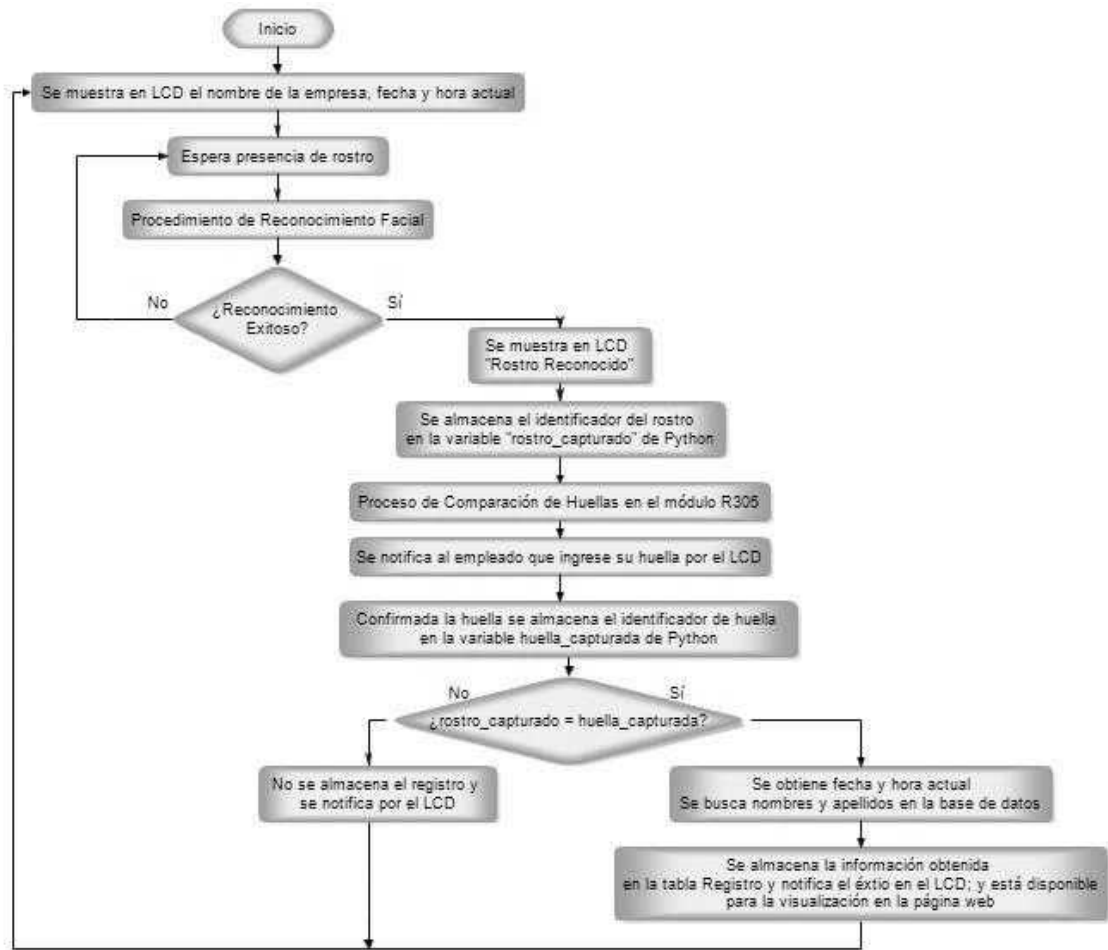 Inicio
Se muestra en LCD el nombre de la empresa, fecha y hora actual
Espera presencia de rostro
Procedimiento de Reconocimiento Facial
No
¿Reconocimiento
Exitoso?
Sí
Se muestra en LCD
"Rostro Reconocido"
Se almacena el identificador del rostro
en la variable "rostro_capturado" de Python
Proceso de Comparación de Huellas en el módulo R305
Se notifica al empleado que ingrese su huella por el LCD
Confirmada la huella se almacena el identificador de huella
en la variable huella_capturada de Python
No
Sí
¿rostro_capturado = huella_capturada?
No se almacena el registro y
se notifica por el LCD
Se obtiene fecha y hora actual
Se busca nombres y apellidos en la base de datos
Se almacena la información obtenida
en la tabla Registro y notifica el éxtio en el LCD; y está disponible
para la visualización en la página web